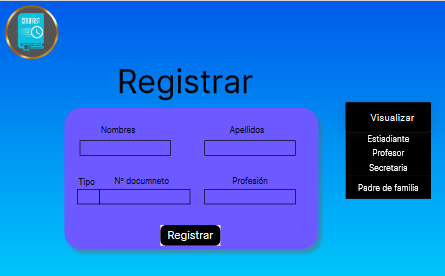 Registrar
Visualizar
Nombres
Apellidos
Estiadiante
Profesor
Secretaria
Padre de familia
Tipo
Nº documneto
Profesión
Registrar